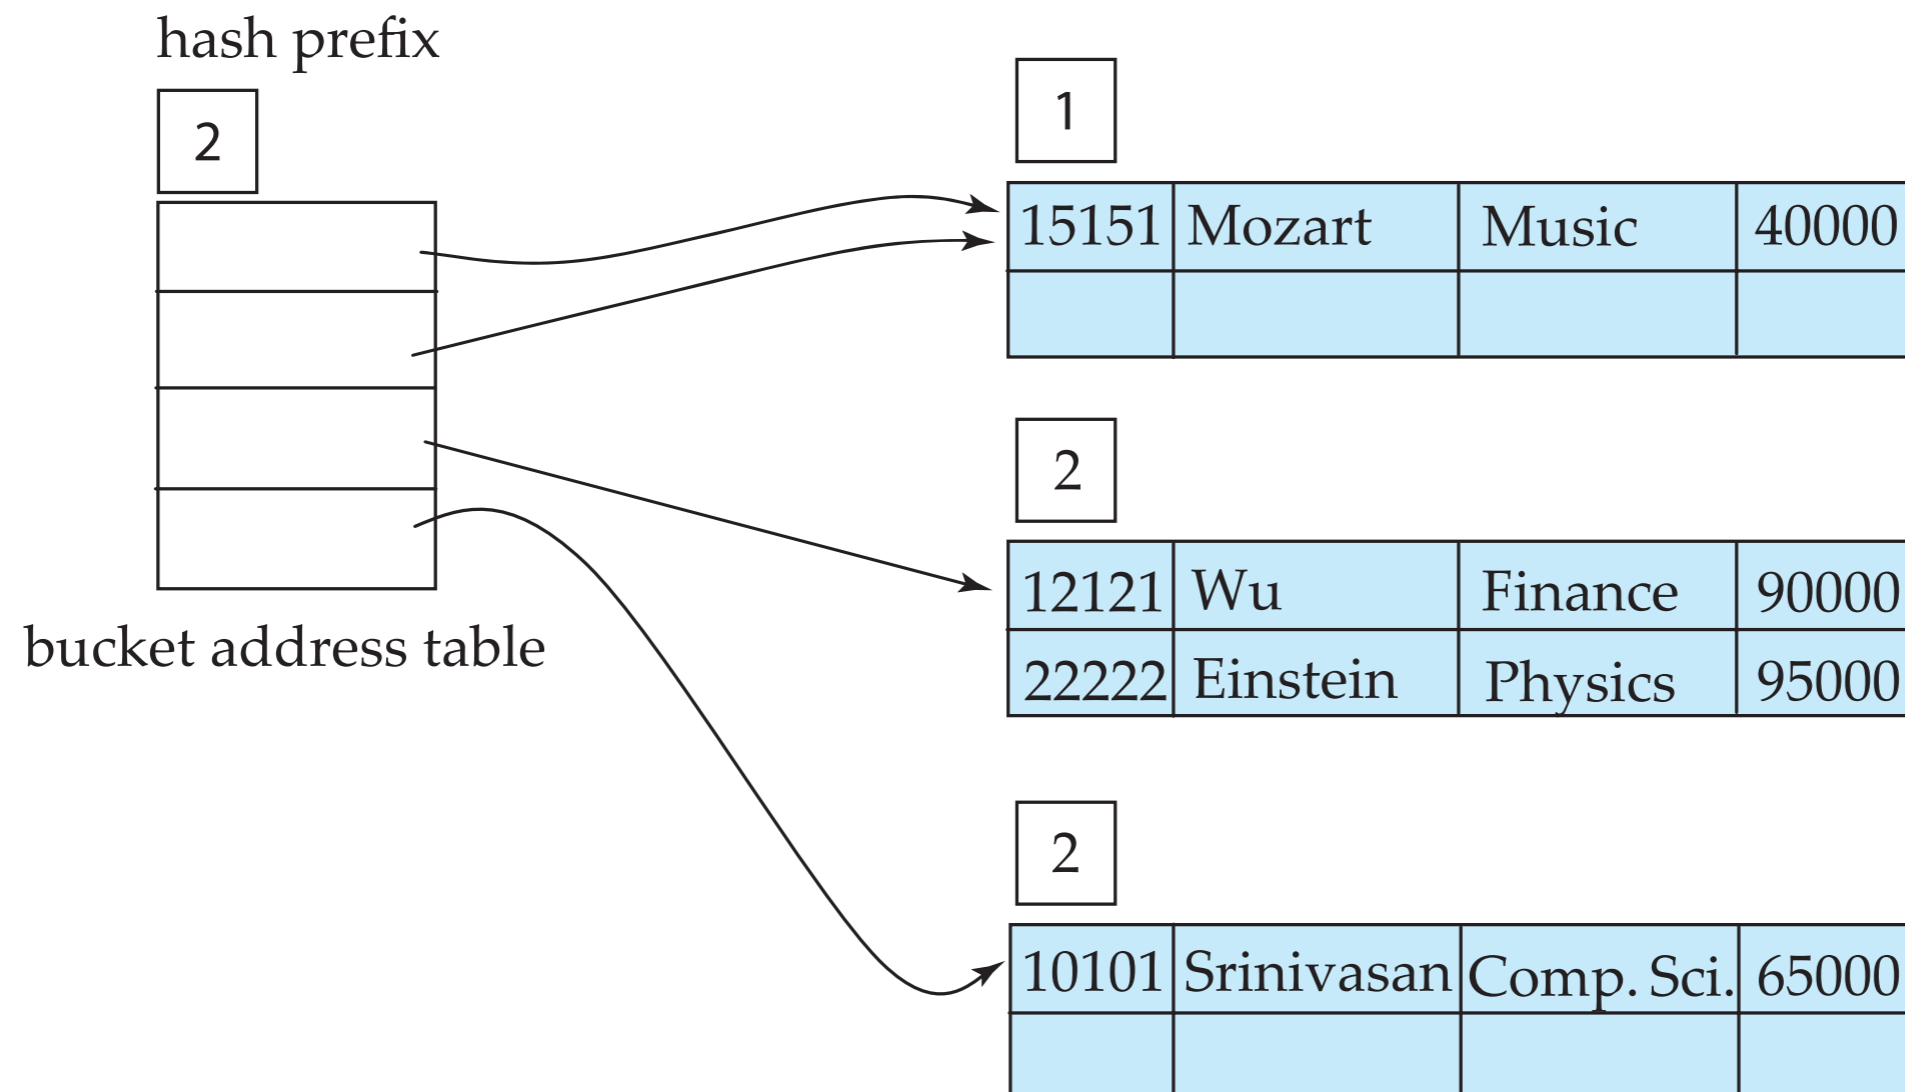 hash prefix
2
bucket address table
1
15151 Mozart Music 40000
2
12121 Wu Finance 90000
22222 Einstein Physics 95000
2
10101 Srinivasan Comp. Sci. 65000